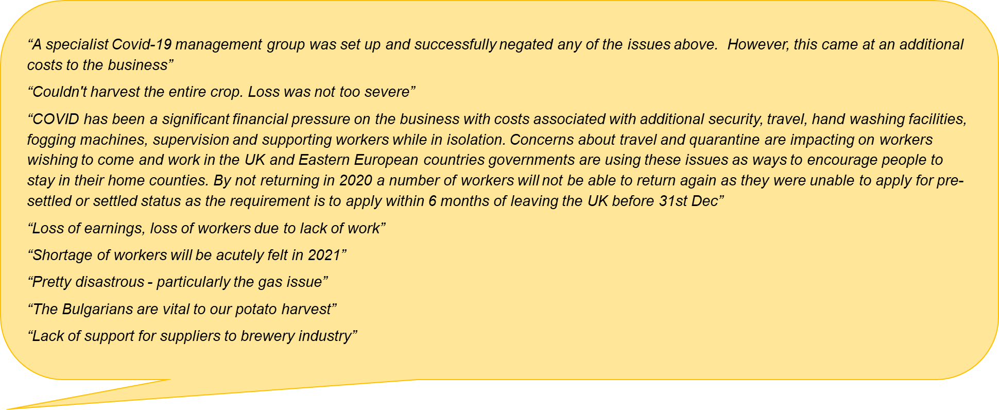 “A specialist Covid-19 management group was set up and successfully negated any of the issues above.  However, this came at an additional
costs to the business”
“Couldn't harvest the entire crop. Loss was not too severe”
“COVID has been a significant financial pressure on the business with costs associated with additional security, travel, hand washing facilities,
fogging machines, supervision and supporting workers while in isolation. Concerns about travel and quarantine are impacting on workers
wishing to come and work in the UK and Eastern European countries governments are using these issues as ways to encourage people to
stay in their home counties. By not returning in 2020 a number of workers will not be able to return again as they were unable to apply for pre-
settled or settled status as the requirement is to apply within 6 months of leaving the UK before 31st Dec”
“Loss of earnings, loss of workers due to lack of work”
“Shortage of workers will be acutely felt in 2021”
“Pretty disastrous - particularly the gas issue”
“The Bulgarians are vital to our potato harvest”
“Lack of support for suppliers to brewery industry”